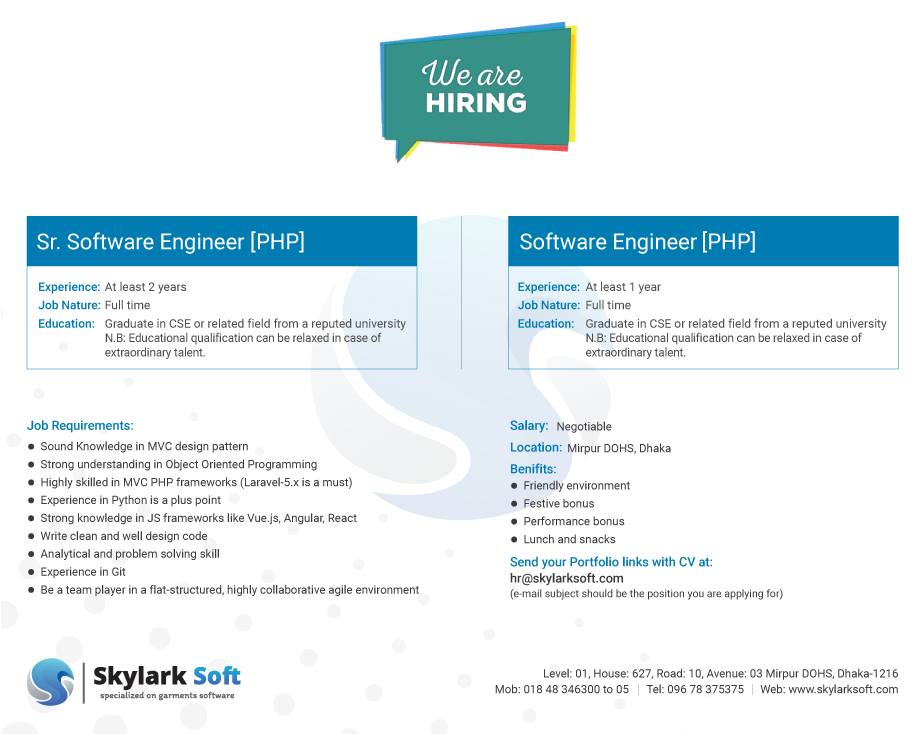 We are
HIRING
Sr. Software Engineer [PHP]
Experience: At least 2 years
Job Nature: Full time
Education: Graduate in CSE or related field from a reputed university
N.B: Educational qualification can be relaxed in case of
extraordinary talent.
Software Engineer [PHP]
Experience: At least 1 year
Job Nature: Full time
Education: Graduate in CSE or related field from a reputed university
N.B: Educational qualification can be relaxed in case of
extraordinary talent.
Job Requirements:
● Sound Knowledge in MVC design pattern
● Strong understanding in Object Oriented Programming
● Highly skilled in MVC PHP frameworks (Laravel-5.x is a must)
● Experience in Python is a plus point
● Strong knowledge in JS frameworks like Vue.js, Angular, React
● Write clean and well design code
● Analytical and problem solving skill
● Experience in Git
● Be a team player in a flat-structured, highly collaborative agile environment
Salary: Negotiable
Location: Mirpur DOHS, Dhaka
Benifits:
● Friendly environment
● Festive bonus
● Performance bonus
● Lunch and snacks
Send your Portfolio links with CV at:
hr@skylarksoft.com
(e-mail subject should be the position you are applying for)
Skylark Soft
specialized on garments software
Level: 01, House: 627, Road: 10, Avenue: 03 Mirpur DOHS, Dhaka-1216
Mob: 018 48 346300 to 05 | Tel: 096 78 375375 | Web: www.skylarksoft.com